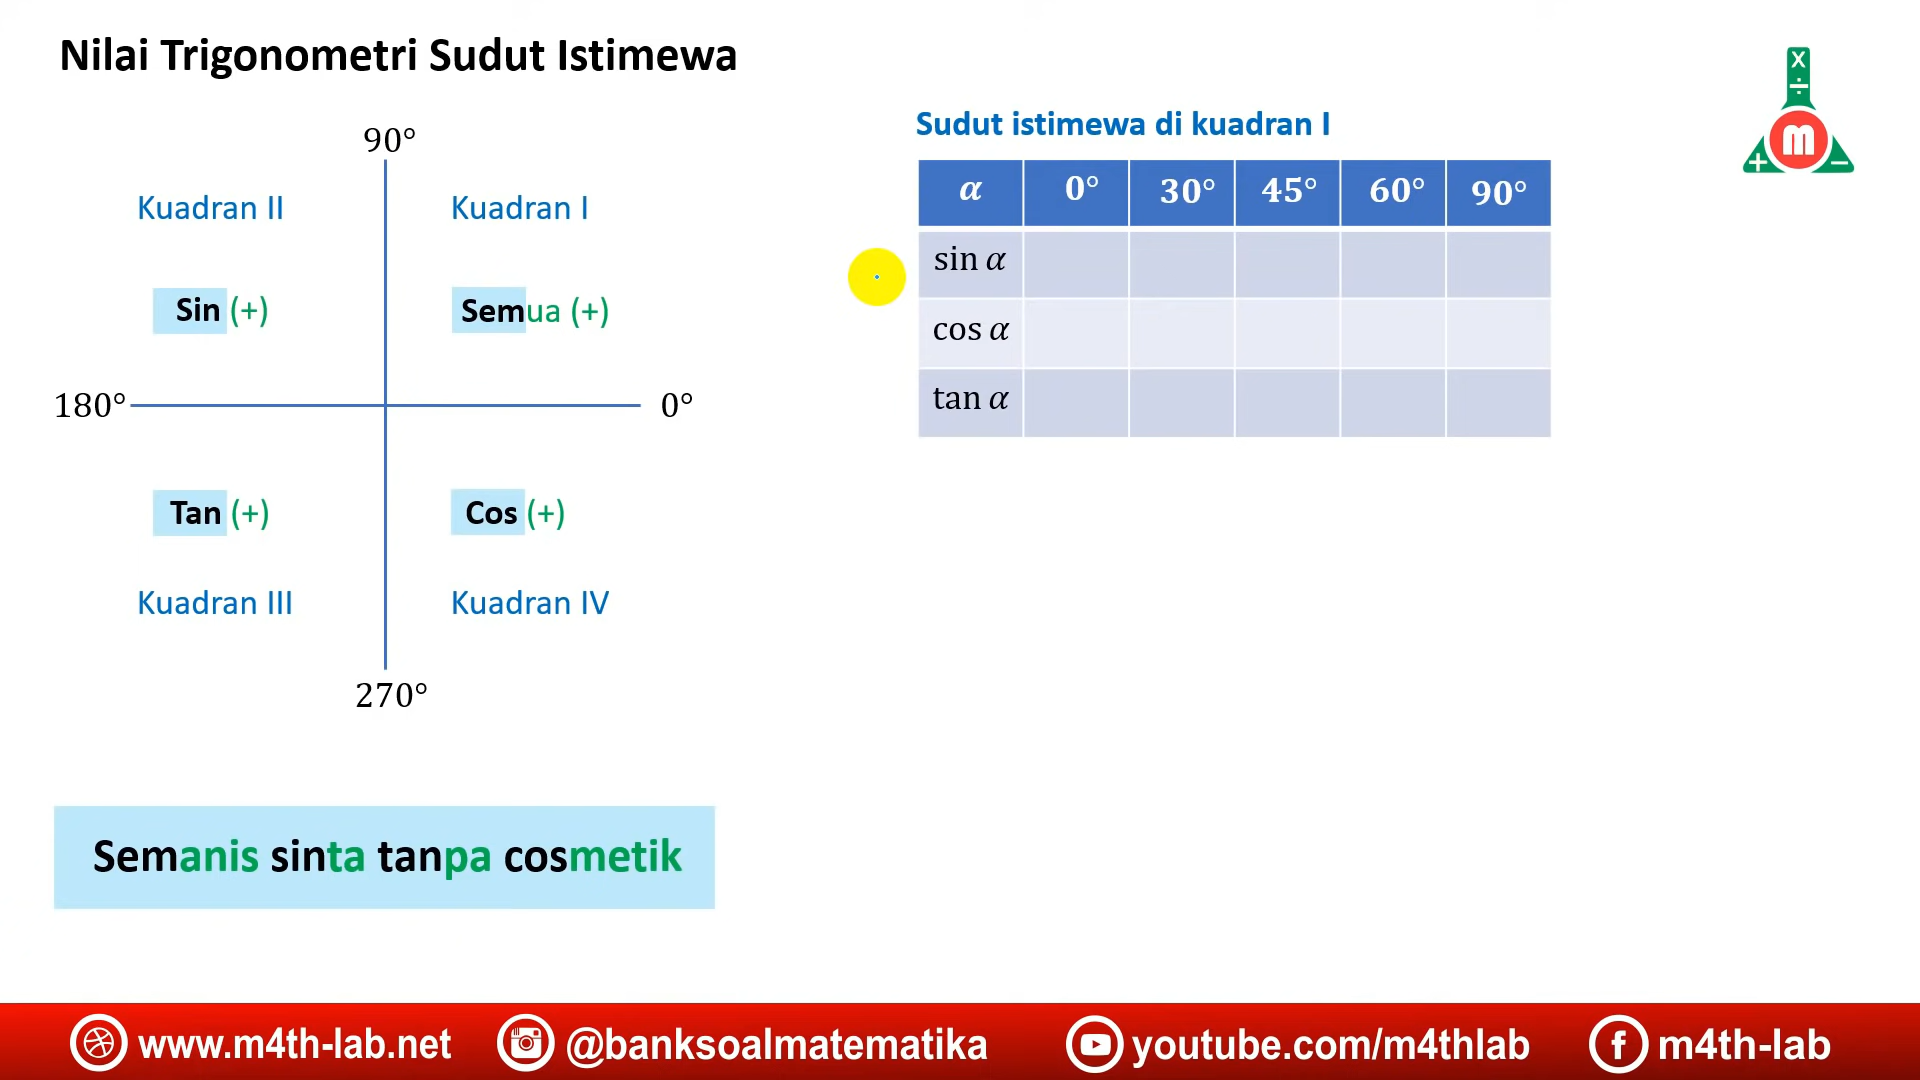 Nilai Trigonometri Sudut Istimewa
90°
Kuadran II
Kuadran I
Sin (+)
Semua (+)
180°
0°
Tan (+)
Cos (+)
Kuadran III
Kuadran IV
270°
Semanis sinta tanpa cosmetik
Sudut istimewa di kuadran I
α 0° 30° 45° 60° 90°
sin α
cos α
tan α
x
÷
m
+ −
www.m4th-lab.net @banksoalmatematika youtube.com/m4thlab m4th-lab